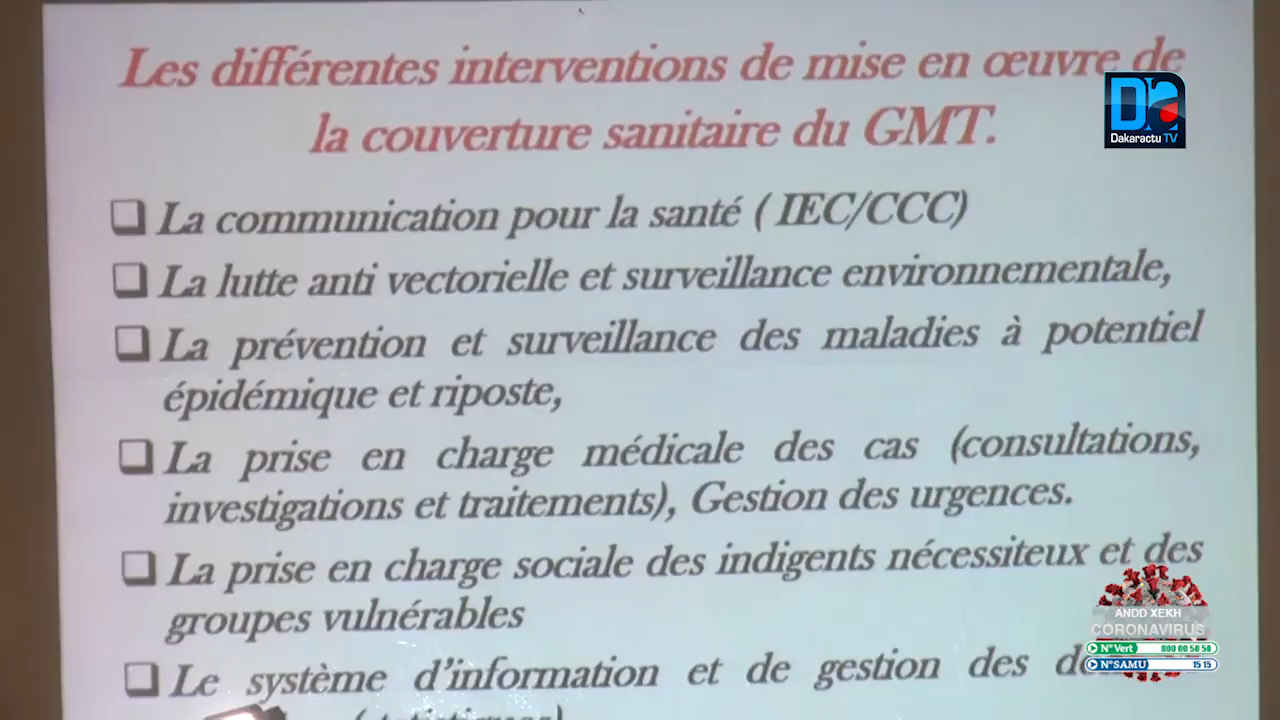 Les différentes interventions de mise en œuvre de
la couverture sanitaire du GMT.
Dakaractu TV
❑ La communication pour la santé ( IEC/CCC)
❑ La lutte anti vectorielle et surveillance environnementale,
❑ La prévention et surveillance des maladies à potentiel
épidémique et riposte,
❑ La prise en charge médicale des cas (consultations,
investigations et traitements), Gestion des urgences.
❑ La prise en charge sociale des indigents nécessiteux et des
groupes vulnérables
❑ Le système d'information et de gestion des
ANDD XEKH
CORONAVIRUS
N° Vert 800 00 50 50
N° SAMU 15 15